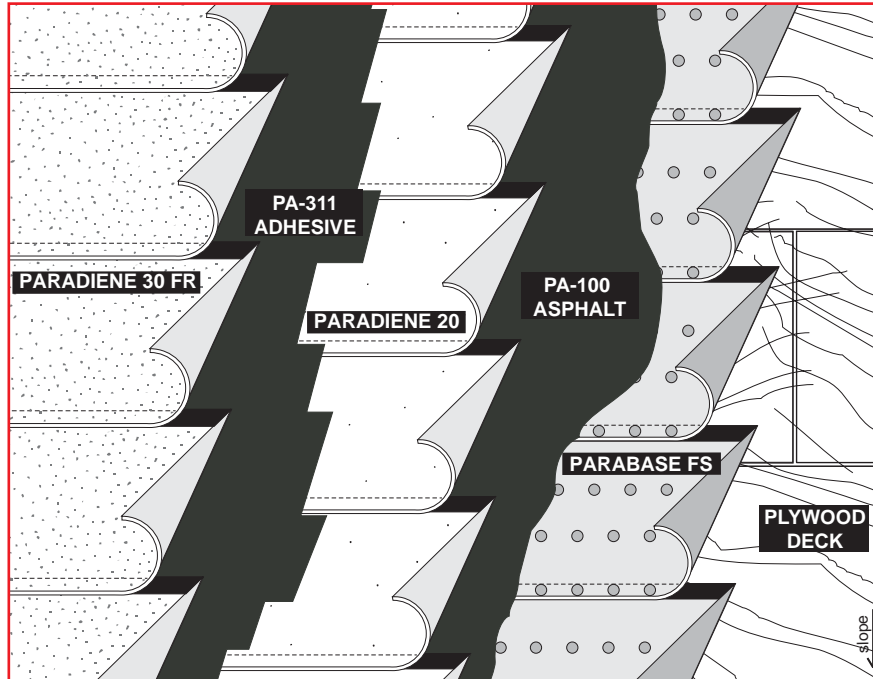 PA-311
ADHESIVE
PARADIENE 30 FR
PA-100
ASPHALT
PARADIENE 20
PARABASE FS
PLYWOOD
DECK
slope